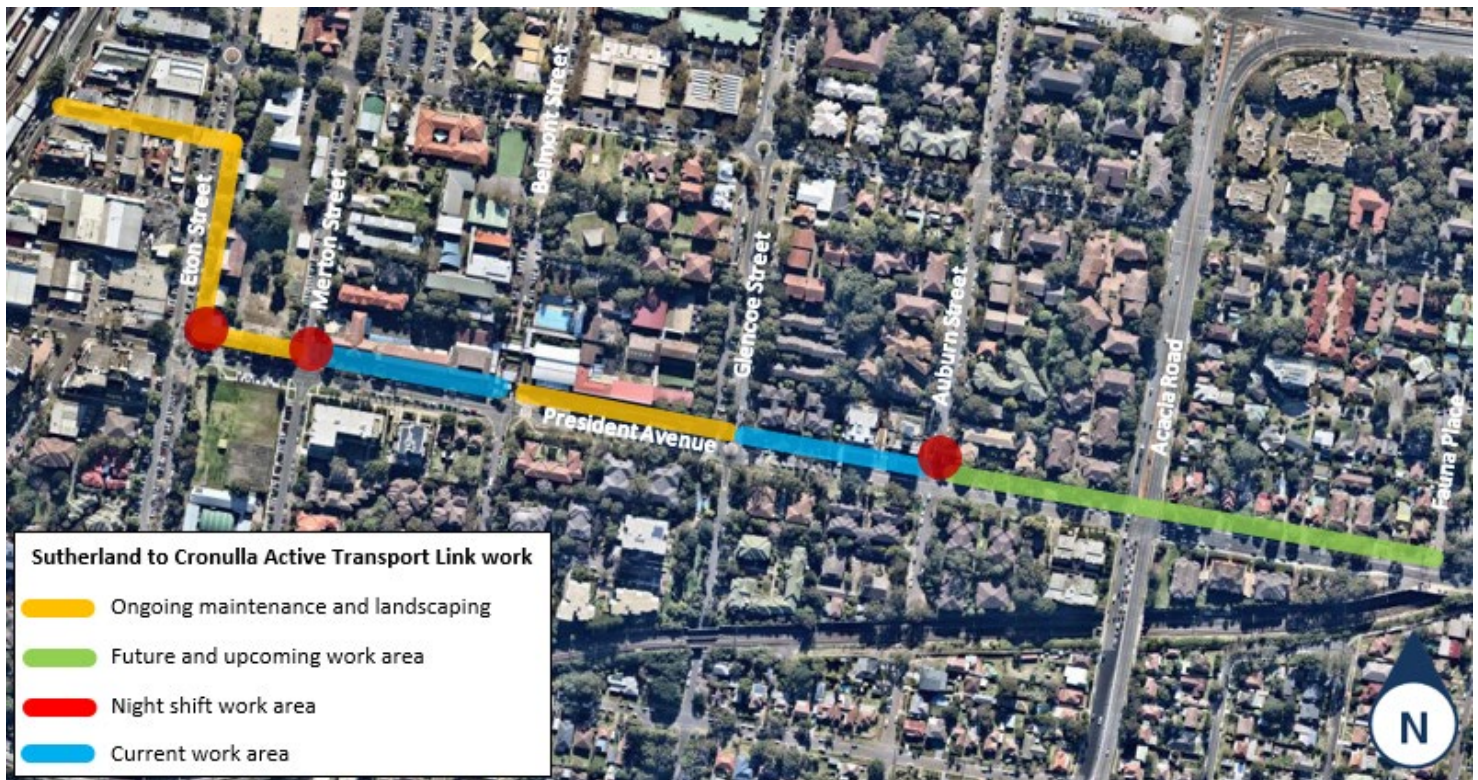 Eton Street
Merton Street
Belmont Street
Glencoe Street
Auburn Street
Acacia Road
Fauna Place
President Avenue
Sutherland to Cronulla Active Transport Link work
Ongoing maintenance and landscaping
Future and upcoming work area
Night shift work area
Current work area
N